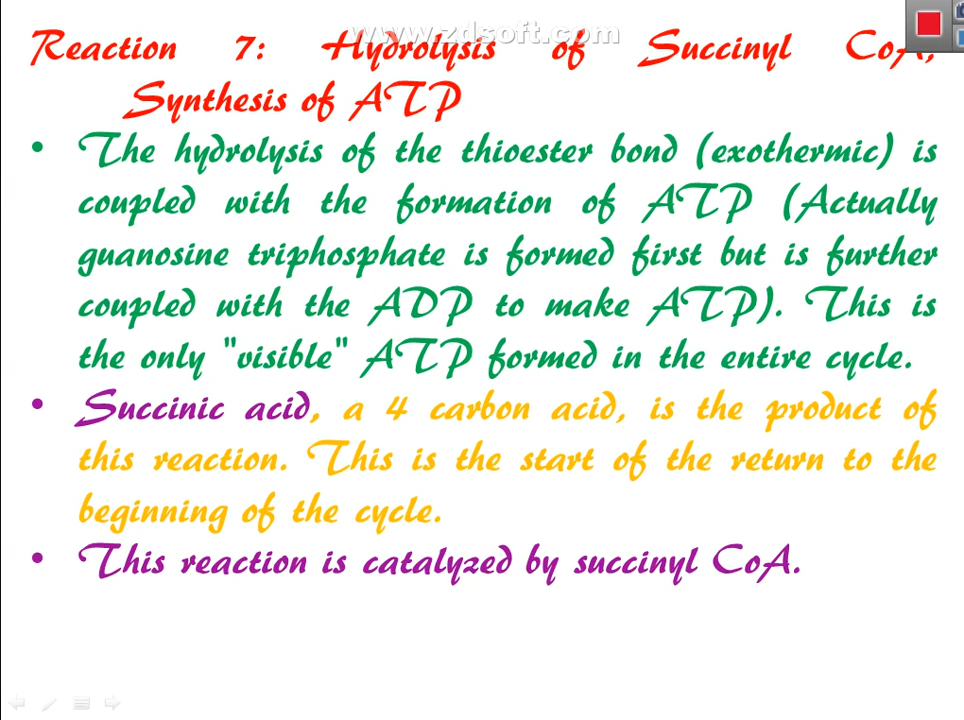 www.zdsoft.com
Reaction 7: Hydrolysis of Succinyl CoA,
Synthesis of ATP
• The hydrolysis of the thioester bond (exothermic) is
coupled with the formation of ATP (Actually
guanosine triphosphate is formed first but is further
coupled with the ADP to make ATP). This is
the only "visible" ATP formed in the entire cycle.
• Succinic acid, a 4 carbon acid, is the product of
this reaction. This is the start of the return to the
beginning of the cycle.
• This reaction is catalyzed by succinyl CoA.